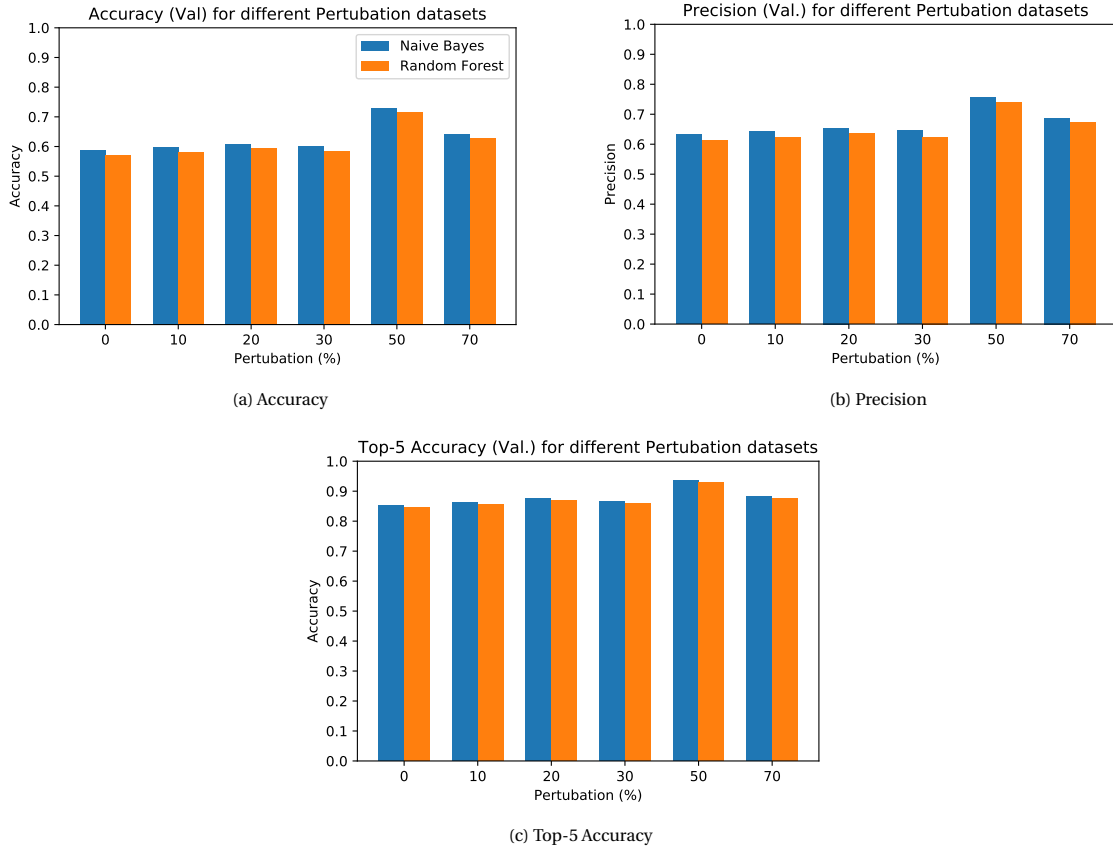 Accuracy (Val) for different Pertubation datasets
1.0
0.9
0.8
0.7
0.6
0.5
0.4
0.3
0.2
0.1
0.0
Accuracy
Naive Bayes
Random Forest
0 10 20 30 50 70
Pertubation (%)
(a) Accuracy
Precision (Val.) for different Pertubation datasets
1.0
0.9
0.8
0.7
0.6
0.5
0.4
0.3
0.2
0.1
0.0
Precision
0 10 20 30 50 70
Pertubation (%)
(b) Precision
Top-5 Accuracy (Val.) for different Pertubation datasets
1.0
0.9
0.8
0.7
0.6
0.5
0.4
0.3
0.2
0.1
0.0
Accuracy
0 10 20 30 50 70
Pertubation (%)
(c) Top-5 Accuracy